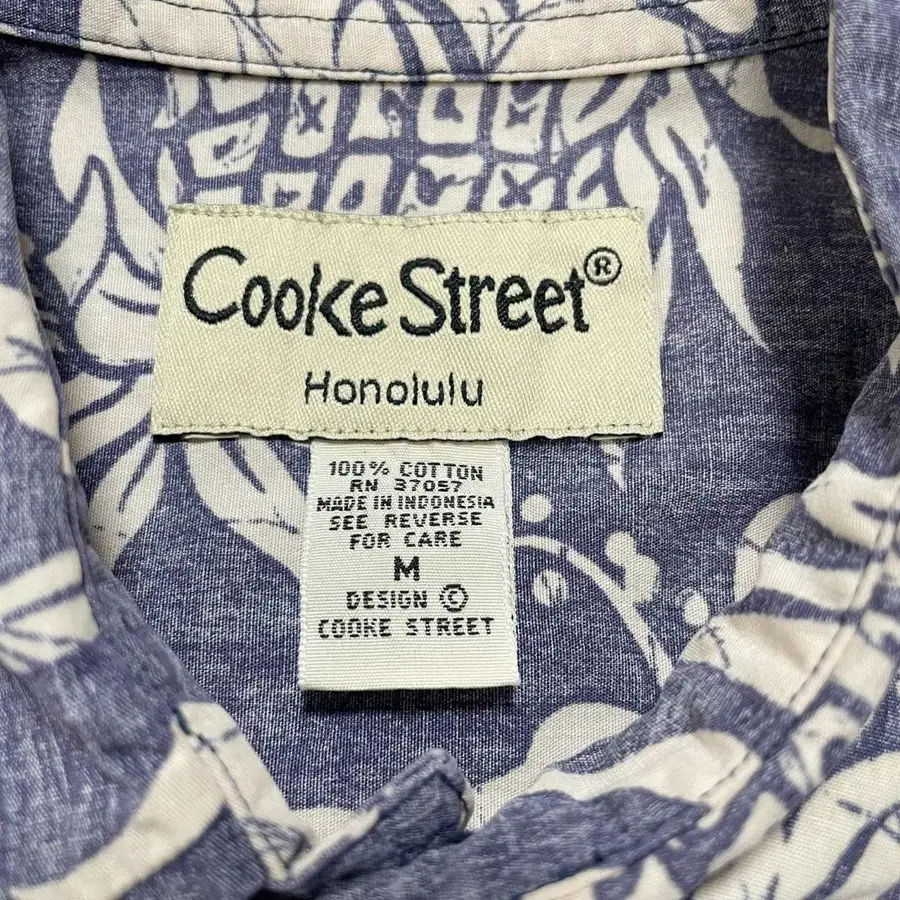 Cooke Street®
Honolulu
100% COTTON
RN 37057
MADE IN INDONESIA
SEE REVERSE
FOR CARE
M
DESIGN ©
COOKE STREET